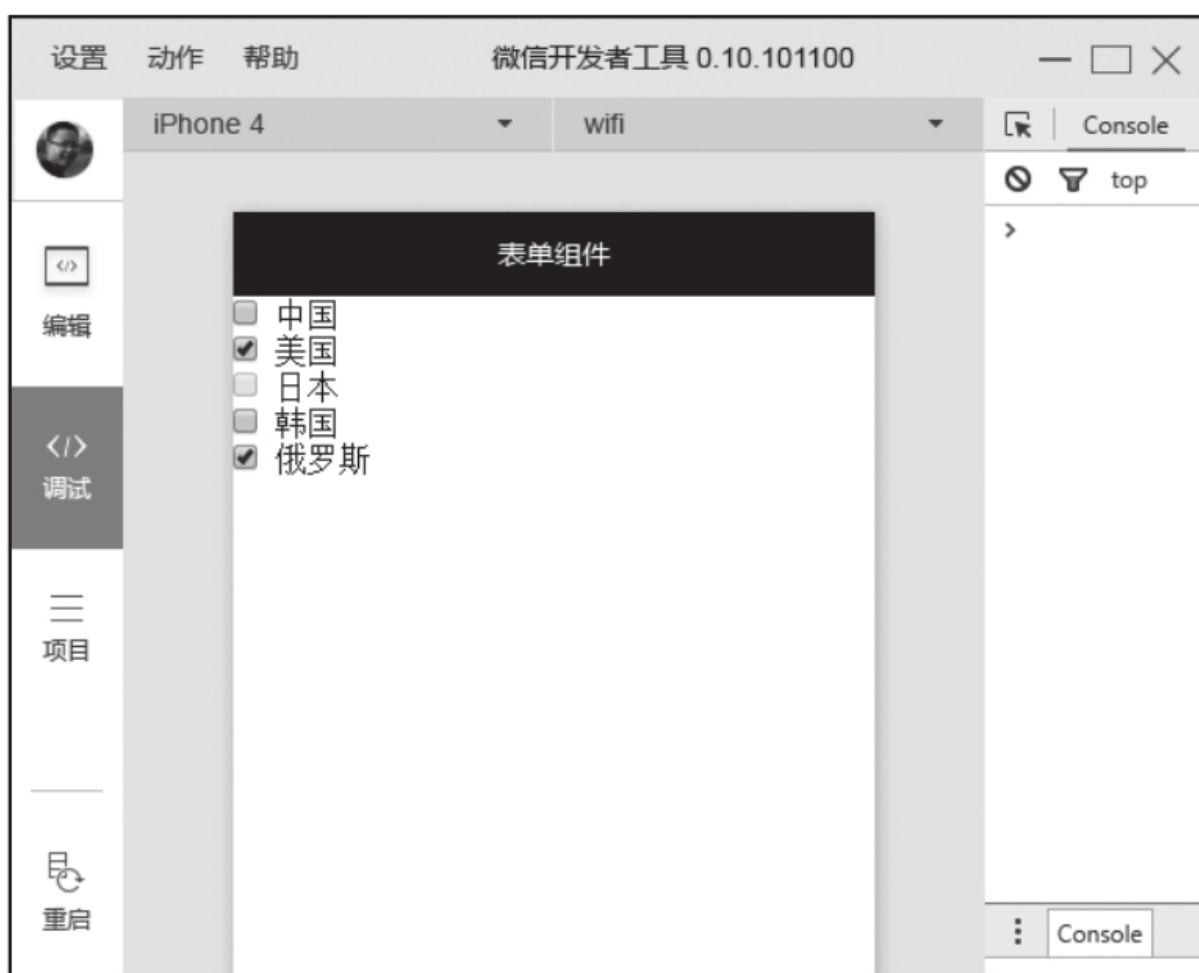 设置 动作 帮助 微信开发者工具 0.10.101100
iPhone 4 wifi Console
top
表单组件
中国
美国
日本
韩国
俄罗斯
编辑
调试
项目
重启
Console